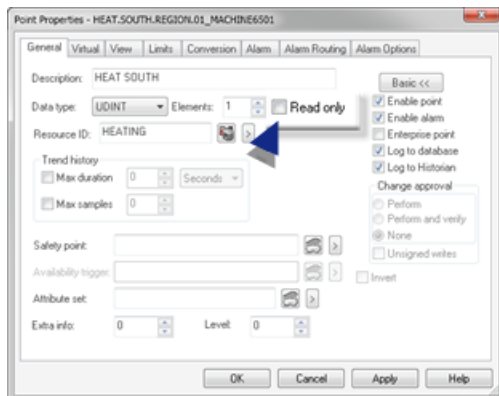 Point Properties - HEAT.SOUTH.REGION.01_MACHINE6501
General Virtual View Limits Conversion Alarm Alarm Routing Alarm Options
Description: HEAT SOUTH
Basic <<
Data type: UDINT Elements: 1 Read only
Enable point
Resource ID: HEATING >
Enable alarm
Enterprise point
Log to database
Log to Historian
Trend history
Max duration 0 Seconds
Max samples 0
Change approval
Perform
Perform and verify
None
Unsigned writes
Safety point: >
Availability trigger: >
Invert
Attribute set: >
Extra info: 0 Level: 0
OK Cancel Apply Help